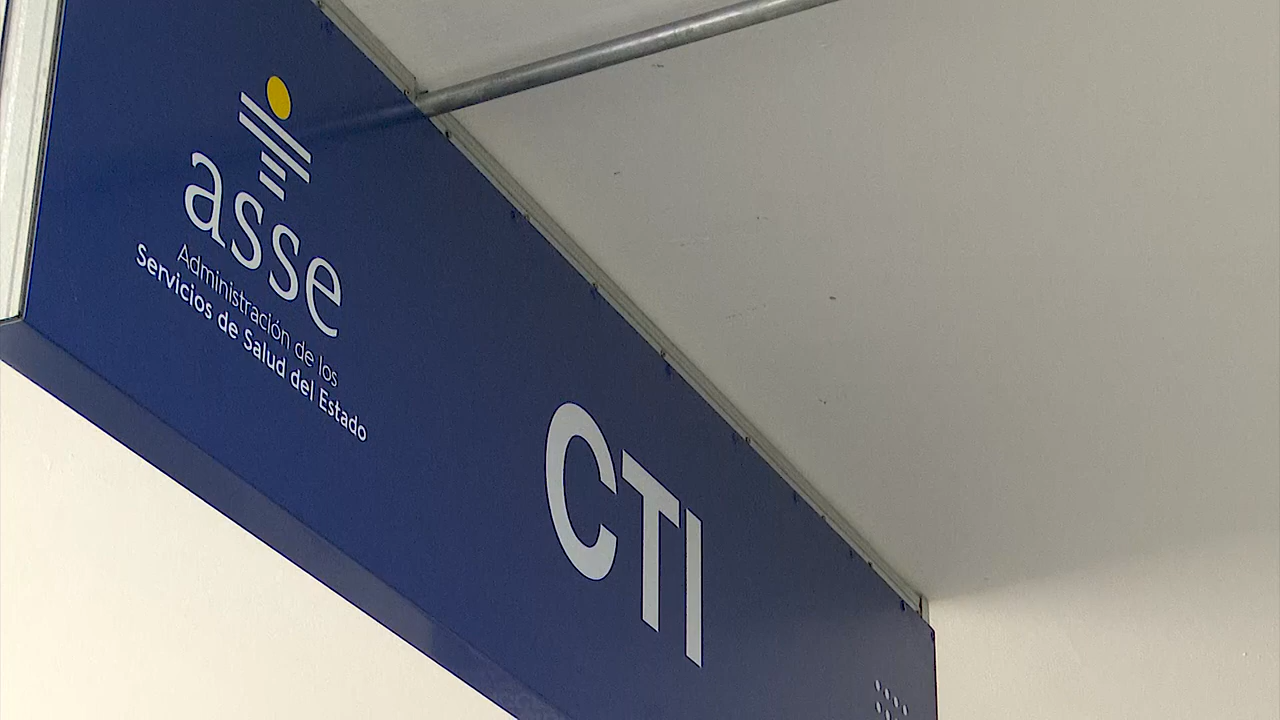 asse
Administración de los
Servicios de Salud del Estado
CTI